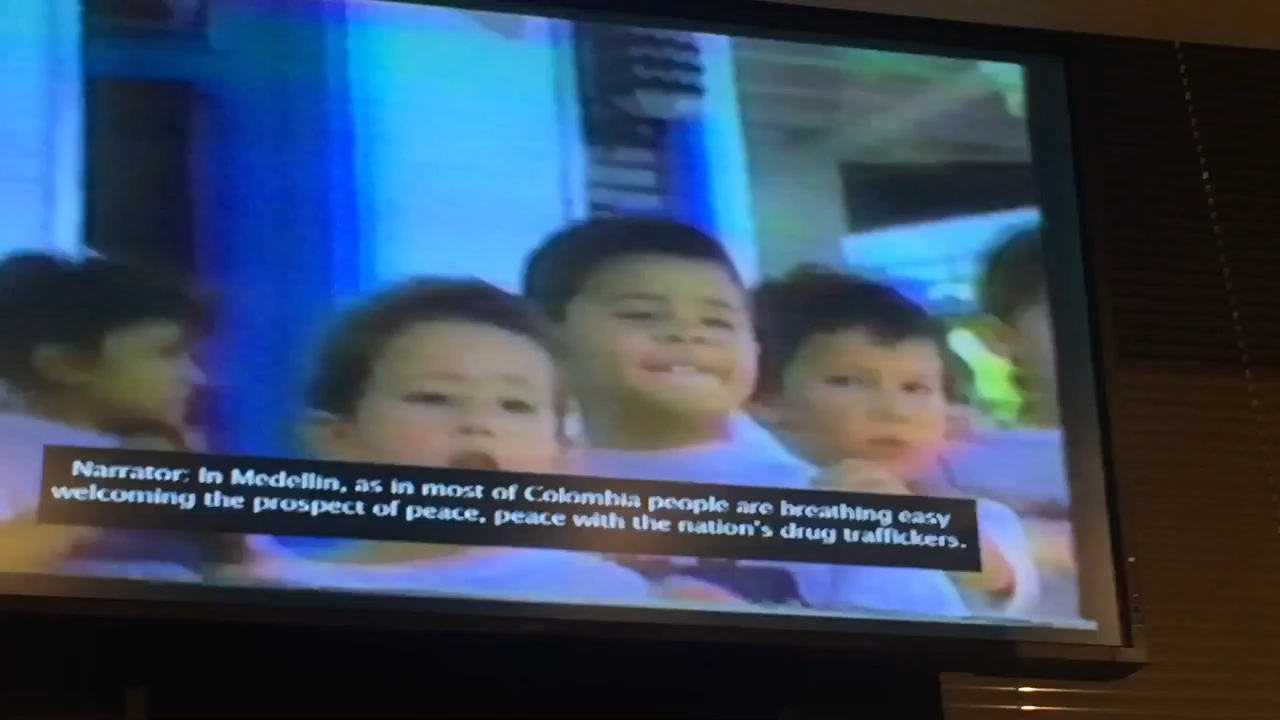 Narrator: In Medellin, as in most of Colombia people are breathing easy
welcoming the prospect of peace, peace with the nation's drug traffickers.